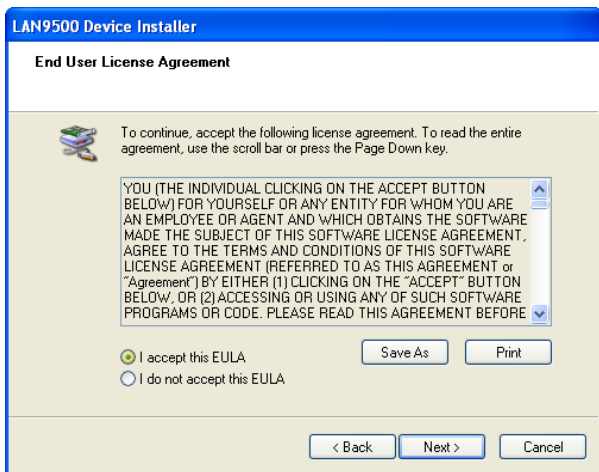 LAN9500 Device Installer
End User License Agreement
To continue, accept the following license agreement. To read the entire
agreement, use the scroll bar or press the Page Down key.
YOU (THE INDIVIDUAL CLICKING ON THE ACCEPT BUTTON
BELOW) FOR YOURSELF OR ANY ENTITY FOR WHOM YOU ARE
AN EMPLOYEE OR AGENT AND WHICH OBTAINS THE SOFTWARE
MADE THE SUBJECT OF THIS SOFTWARE LICENSE AGREEMENT,
AGREE TO THE TERMS AND CONDITIONS OF THIS SOFTWARE
LICENSE AGREEMENT (REFERRED TO AS THIS AGREEMENT or
"Agreement") BY EITHER (1) CLICKING ON THE "ACCEPT" BUTTON
BELOW, OR (2) ACCESSING OR USING ANY OF SUCH SOFTWARE
PROGRAMS OR CODE. PLEASE READ THIS AGREEMENT BEFORE
I accept this EULA
Save As
Print
I do not accept this EULA
< Back
Next >
Cancel